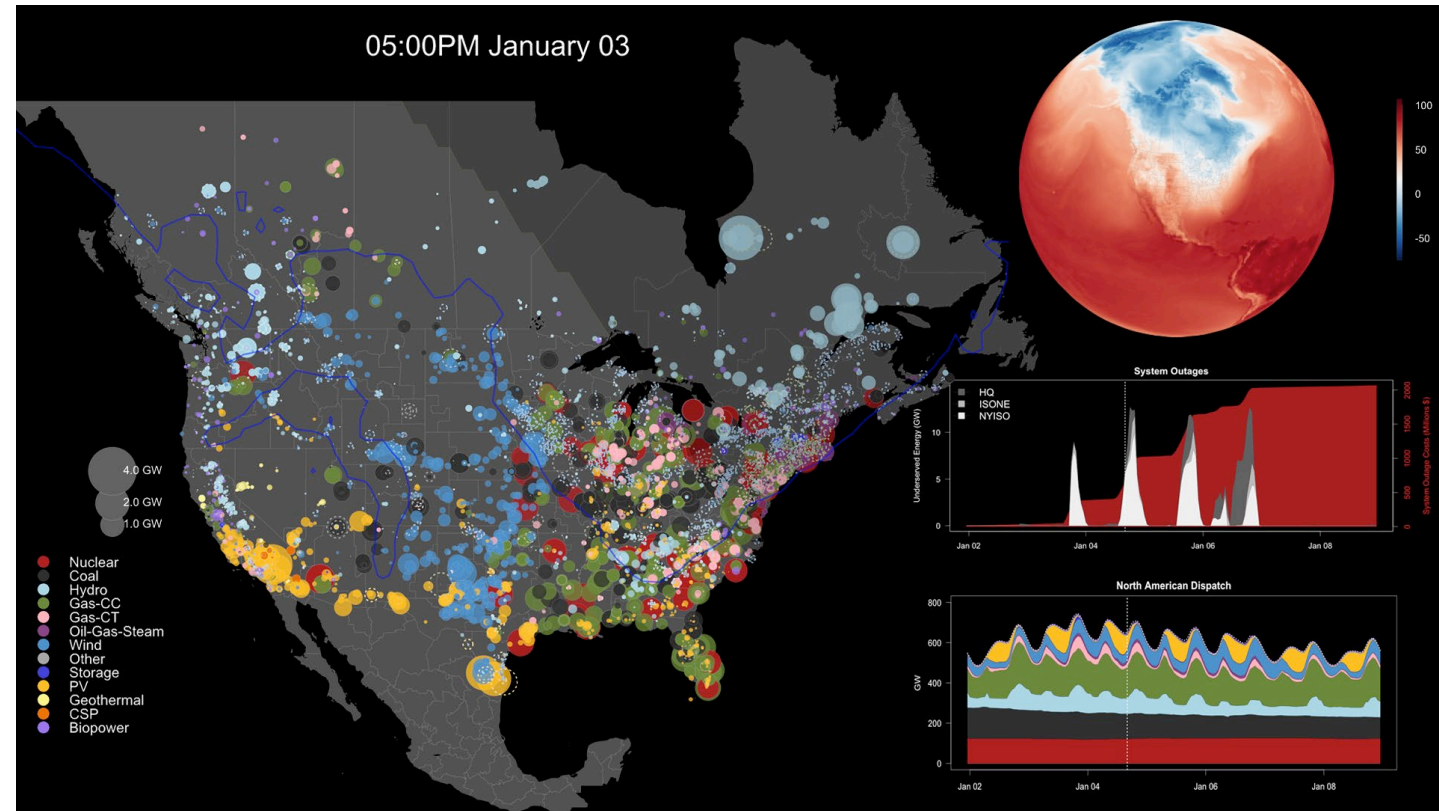 05:00PM January 03
100
50
0
-50
4.0 GW
2.0 GW
1.0 GW
Nuclear
Coal
Hydro
Gas-CC
Gas-CT
Oil-Gas-Steam
Wind
Other
Storage
PV
Geothermal
CSP
Biopower
System Outages
HQ
ISONE
NYISO
Underserved Energy (GW)
10
5
0
2000
1500
1000
500
0
System Outage Costs (Millions $)
Jan 02
Jan 04
Jan 06
Jan 08
North American Dispatch
GW
800
600
400
200
0
Jan 02
Jan 04
Jan 06
Jan 08